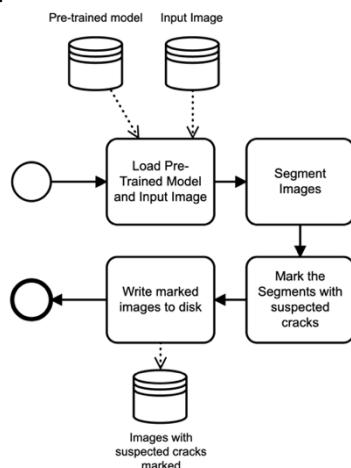 Pre-trained model
Input Image
Load Pre-
Trained Model
and Input Image
Segment
Images
Write marked
images to disk
Mark the
Segments with
suspected
cracks
Images with
suspected cracks
marked